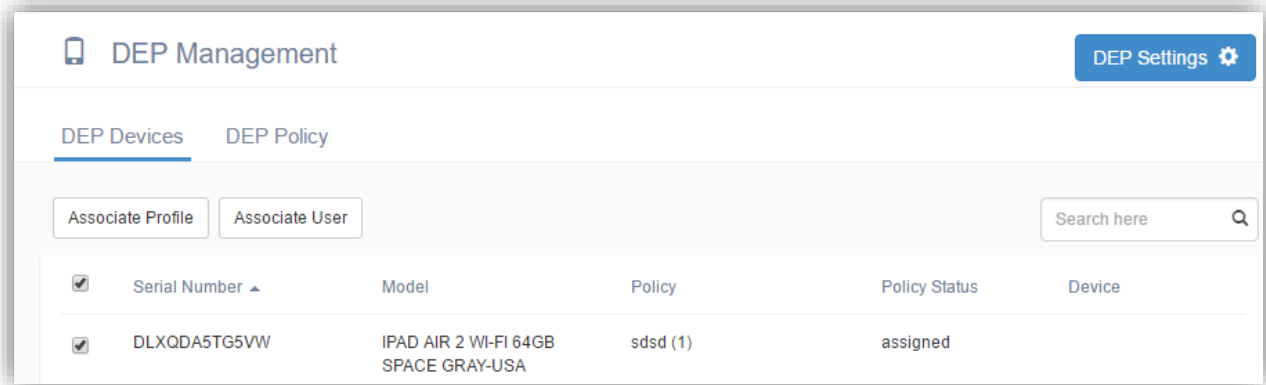 DEP Management
DEP Settings
DEP Devices DEP Policy
Associate Profile Associate User Search here
Serial Number Model Policy Policy Status Device
DLXQDA5TG5VW IPAD AIR 2 WI-FI 64GB sdsd (1) assigned
SPACE GRAY-USA